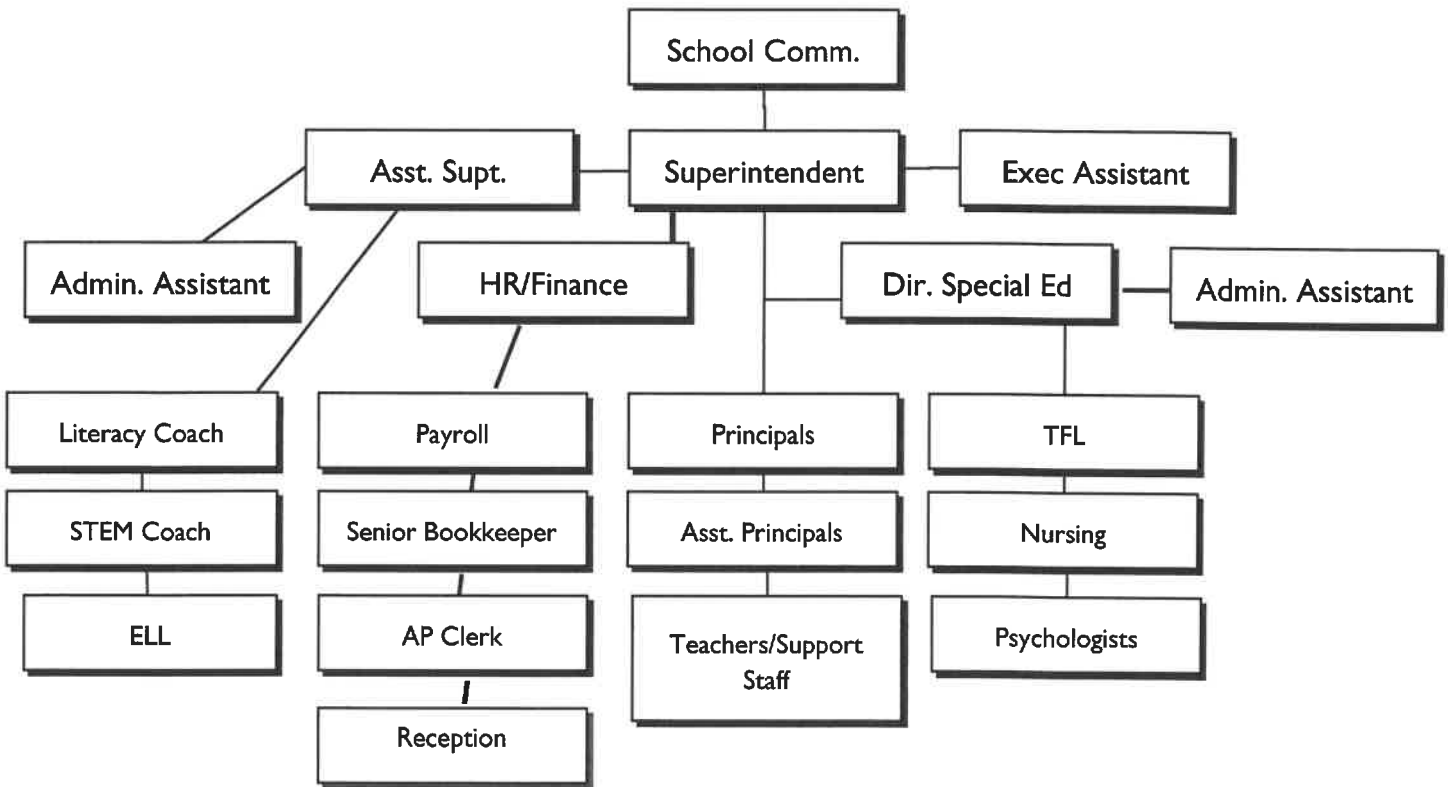 School Comm.
Asst. Supt.
Superintendent
Exec Assistant
Admin. Assistant
HR/Finance
Dir. Special Ed
Admin. Assistant
Literacy Coach
Payroll
Principals
TFL
STEM Coach
Senior Bookkeeper
Asst. Principals
Nursing
ELL
AP Clerk
Teachers/Support
Staff
Psychologists
Reception